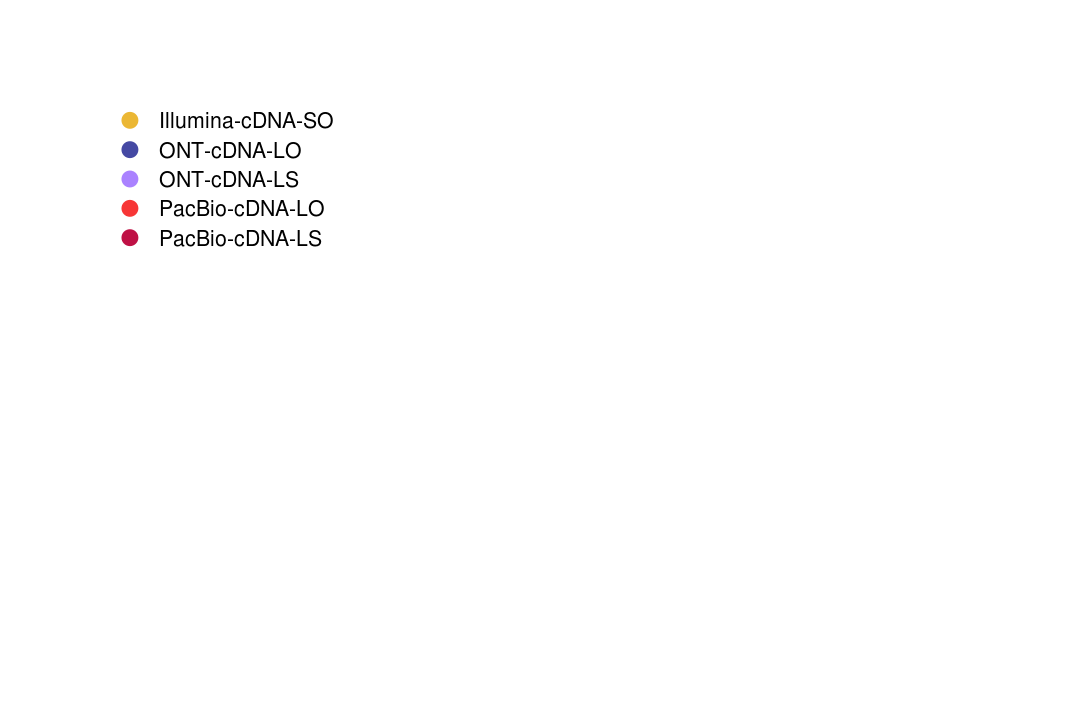 Illumina-cDNA-SO
ONT-cDNA-LO
ONT-cDNA-LS
PacBio-cDNA-LO
PacBio-cDNA-LS